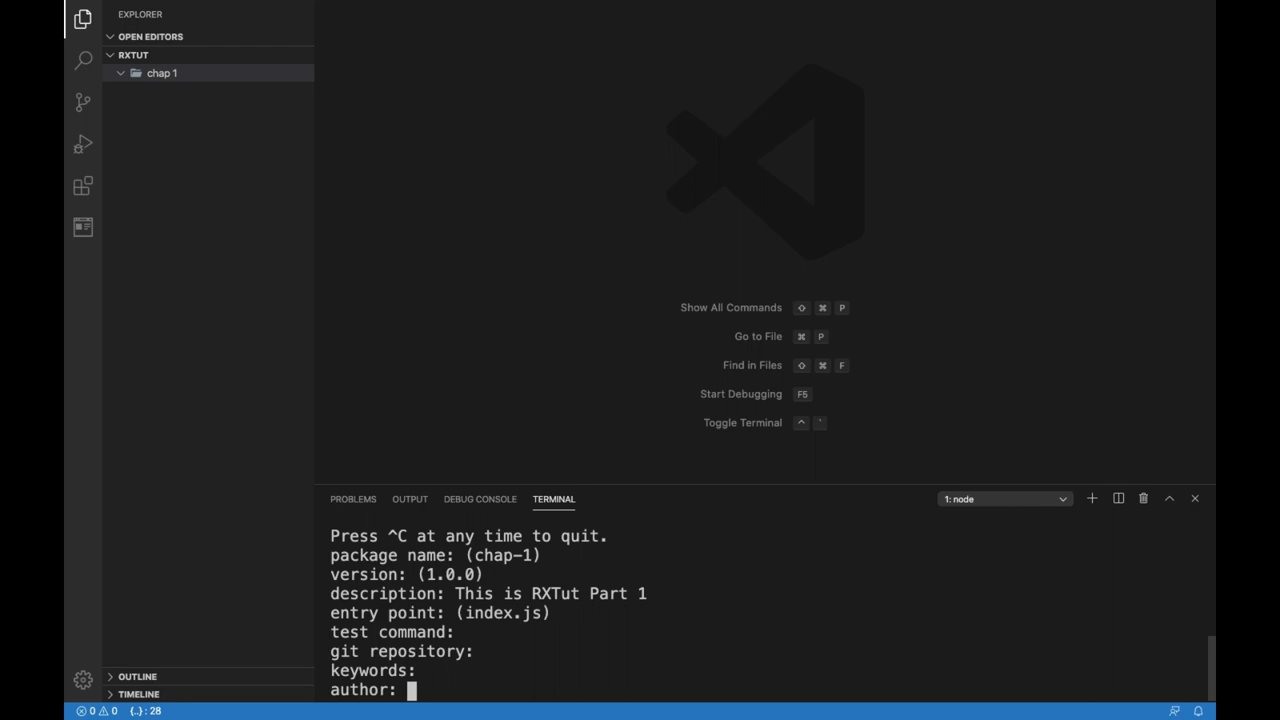 EXPLORER
OPEN EDITORS
RXTUT
chap 1
Show All Commands ⇧ ⌘ P
Go to File ⌘ P
Find in Files ⇧ ⌘ F
Start Debugging F5
Toggle Terminal ^ `
PROBLEMS OUTPUT DEBUG CONSOLE TERMINAL 1: node
Press ^C at any time to quit.
package name: (chap-1)
version: (1.0.0)
description: This is RXTut Part 1
entry point: (index.js)
test command:
git repository:
keywords:
author:
OUTLINE
TIMELINE
0 0 {..} : 28